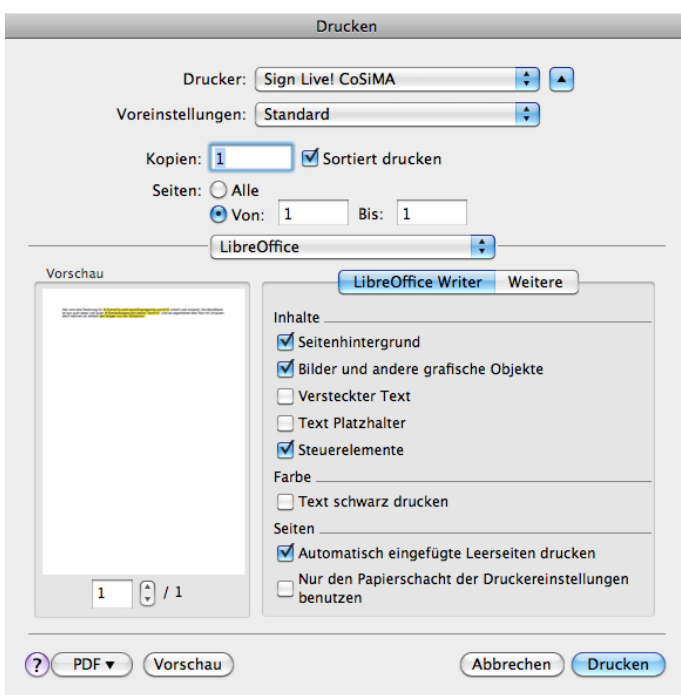 Drucken
Drucker: Sign Live! CoSiMA
Voreinstellungen: Standard
Kopien: 1 Sortiert drucken
Seiten: Alle
Von: 1 Bis: 1
LibreOffice
Vorschau
LibreOffice Writer Weitere
Inhalte
Seitenhintergrund
Bilder und andere grafische Objekte
Versteckter Text
Text Platzhalter
Steuerelemente
Farbe
Text schwarz drucken
Seiten
Automatisch eingefügte Leerseiten drucken
Nur den Papierschacht der Druckereinstellungen
benutzen
1 / 1
? PDF ▼ Vorschau Abbrechen Drucken